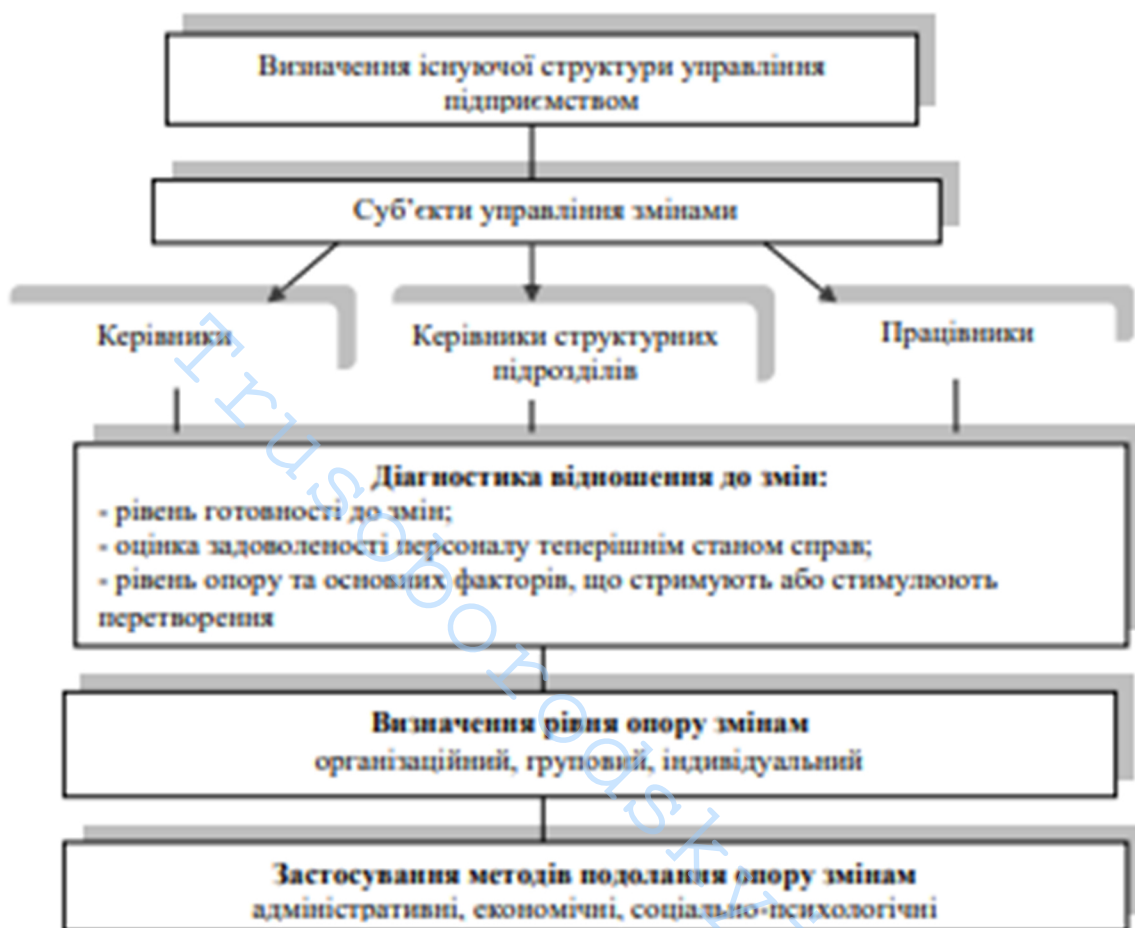 Визначення існуючої структури управління
підприємством
Суб'єкти управління змінами
Керівники
Керівники структурних
підрозділів
Працівники
Діагностика відношення до змін:
- рівень готовності до змін;
- оцінка задоволеності персоналу теперішнім станом справ;
- рівень опору та основних факторів, що стримують або стимулюють
перетворення
Визначення рівня опору змінам
організаційний, груповий, індивідуальний
Застосування методів подолання опору змінам
адміністративні, економічні, соціально-психологічні
Trusoborodsky